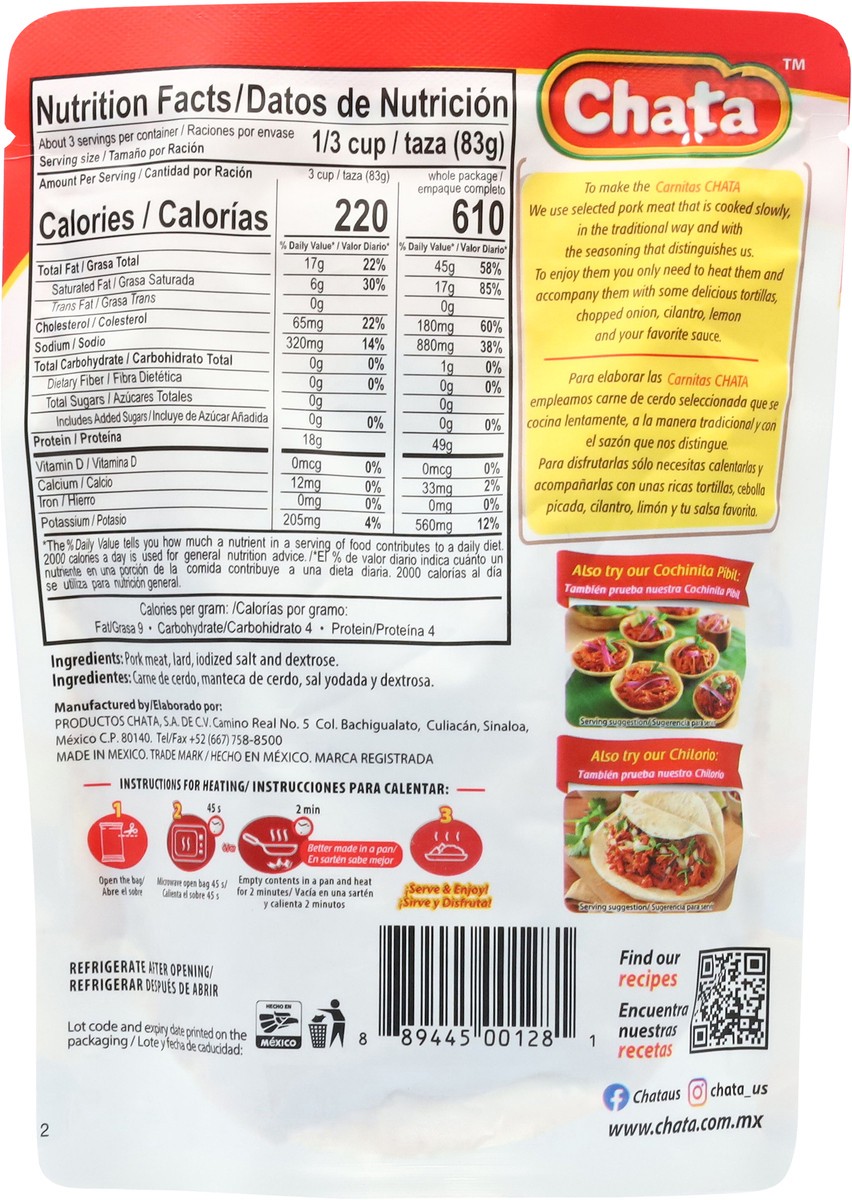 Chata
TM
Nutrition Facts/Datos de Nutrición
About 3 servings per container / Raciones por envase
Serving size / Tamaño por Ración
1/3 cup / taza (83g)
Amount Per Serving / Cantidad por Ración
3 cup / taza (83g)
whole package /
empaque completo
Calories / Calorías 220 610
% Daily Value* / Valor Diario* % Daily Value* / Valor Diario*
Total Fat / Grasa Total 17g 22% 45g 58%
Saturated Fat / Grasa Saturada 6g 30% 17g 85%
Trans Fat / Grasa Trans 0g 0g
Cholesterol / Colesterol 65mg 22% 180mg 60%
Sodium / Sodio 320mg 14% 880mg 38%
Total Carbohydrate / Carbohidrato Total 0g 0% 1g 0%
Dietary Fiber / Fibra Dietética 0g 0% 0g 0%
Total Sugars / Azúcares Totales 0g 0g
Includes Added Sugars / Incluye de Azúcar Añadida 0g 0% 0g 0%
Protein / Proteína 18g 49g
Vitamin D / Vitamina D 0mcg 0% 0mcg 0%
Calcium / Calcio 12mg 0% 33mg 2%
Iron / Hierro 0mg 0% 0mg 0%
Potassium / Potasio 205mg 4% 560mg 12%
*The % Daily Value tells you how much a nutrient in a serving of food contributes to a daily diet.
2000 calories a day is used for general nutrition advice. /*El % de valor diario indica cuánto un
nutriente en una porción de la comida contribuye a una dieta diaria. 2000 calorías al día
se utiliza para nutrición general.
Calories per gram: /Calorías por gramo:
Fat/Grasa 9 • Carbohydrate/Carbohidrato 4 • Protein/Proteína 4
Ingredients: Pork meat, lard, iodized salt and dextrose.
Ingredientes: Carne de cerdo, manteca de cerdo, sal yodada y dextrosa.
Manufactured by/Elaborado por:
PRODUCTOS CHATA, S.A. DE C.V. Camino Real No. 5 Col. Bachigualato, Culiacán, Sinaloa,
México C.P. 80140. Tel/Fax +52 (667) 758-8500
MADE IN MEXICO. TRADE MARK / HECHO EN MÉXICO. MARCA REGISTRADA
INSTRUCTIONS FOR HEATING/ INSTRUCCIONES PARA CALENTAR:
1
2
45 s
2 min
3
Better made in a pan/
En sartén sabe mejor
Open the bag/
Abre el sobre
Microwave open bag 45 s/
Calienta el sobre 45 s
Empty contents in a pan and heat
for 2 minutes/ Vacía en una sartén
y calienta 2 minutos
¡Serve & Enjoy!
¡Sirve y Disfruta!
REFRIGERATE AFTER OPENING/
REFRIGERAR DESPUÉS DE ABRIR
Lot code and expiry date printed on the
packaging / Lote y fecha de caducidad:
HECHO EN
MÉXICO
8 89445 00128 1
2
To make the Carnitas CHATA
We use selected pork meat that is cooked slowly,
in the traditional way and with
the seasoning that distinguishes us.
To enjoy them you only need to heat them and
accompany them with some delicious tortillas,
chopped onion, cilantro, lemon
and your favorite sauce.
Para elaborar las Carnitas CHATA
empleamos carne de cerdo seleccionada que se
cocina lentamente, a la manera tradicional y con
el sazón que nos distingue.
Para disfrutarlas sólo necesitas calentarlas y
acompañarlas con unas ricas tortillas, cebolla
picada, cilantro, limón y tu salsa favorita.
Also try our Cochinita Pibil:
También prueba nuestra Cochinita Pibil
Serving suggestion/ Sugerencia para servir
Also try our Chilorio:
También prueba nuestro Chilorio
Serving suggestion/ Sugerencia para servir
Find our
recipes
Encuentra
nuestras
recetas
Chataus chata_us
www.chata.com.mx